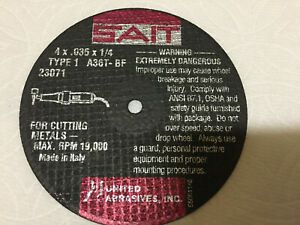 SAIT
4 x .035 x 1/4
TYPE 1 A36T- BF
23071
FOR CUTTING
METALS
MAX. RPM 19,000
Made in Italy
WARNING
EXTREMELY DANGEROUS
Improper use may cause wheel
breakage and serious
injury. Comply with
ANSI B7.1, OSHA and
safety guide furnished
with package. Do not
over speed, abuse or
drop wheel. Always use
a guard, personal protective
equipment and proper
mounting procedures.
UNITED
ABRASIVES, INC.